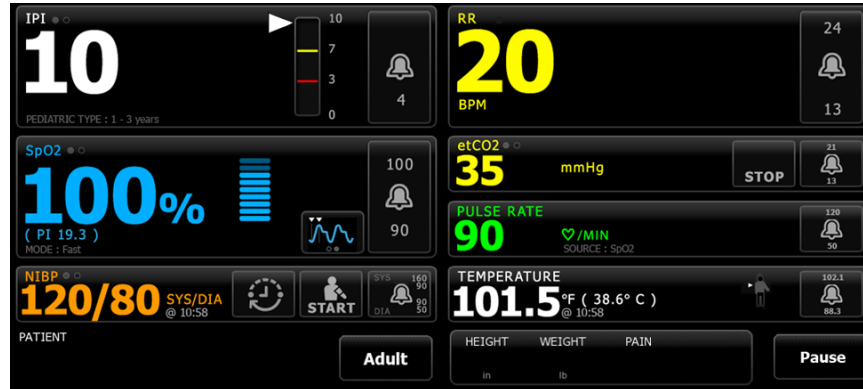 IPI
10
10
7
3
0
4
PEDIATRIC TYPE : 1 - 3 years
RR
20
BPM
24
13
SpO2
100%
( PI 19.3 )
MODE : Fast
100
90
etCO2
35 mmHg
STOP
21
13
PULSE RATE
90 /MIN
SOURCE : SpO2
120
50
NIBP
120/80 SYS/DIA
@ 10:58
START
SYS 160
90
90
DIA 50
TEMPERATURE
101.5 °F ( 38.6° C )
@ 10:58
102.1
88.3
PATIENT
Adult
HEIGHT WEIGHT PAIN
in lb
Pause